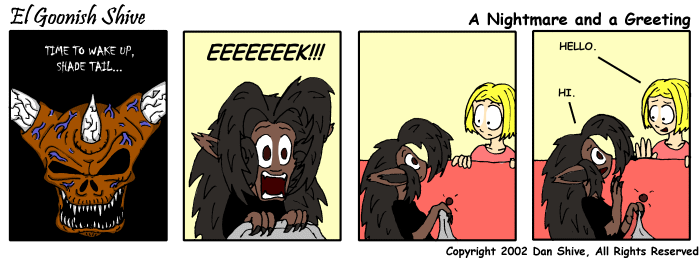 El Goonish Shive
A Nightmare and a Greeting
TIME TO WAKE UP,
SHADE TAIL...
EEEEEEEK!!!
HELLO.
HI.
Copyright 2002 Dan Shive, All Rights Reserved